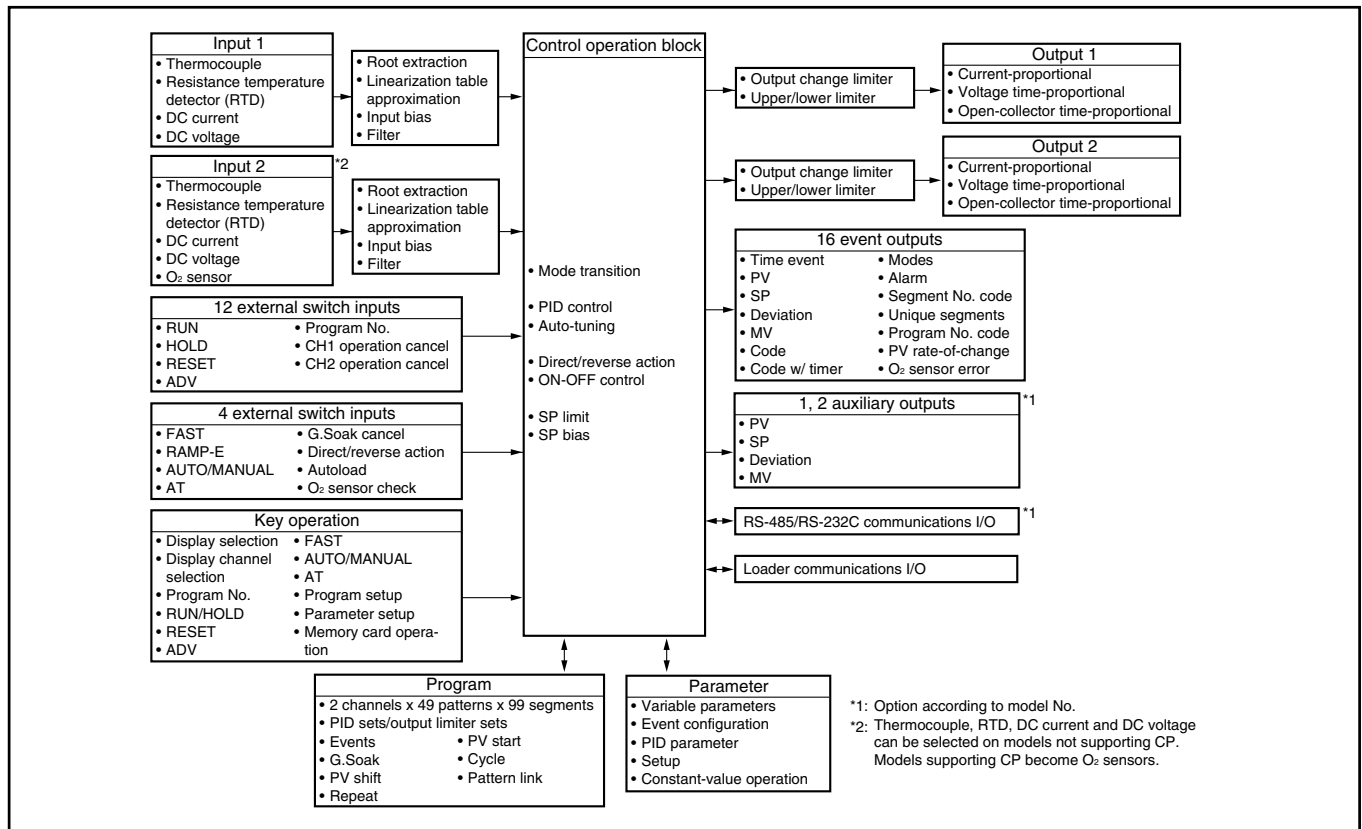 Input 1
• Thermocouple
• Resistance temperature
detector (RTD)
• DC current
• DC voltage
• Root extraction
• Linearization table
approximation
• Input bias
• Filter
Input 2
*2
• Thermocouple
• Resistance temperature
detector (RTD)
• DC current
• DC voltage
• O2 sensor
• Root extraction
• Linearization table
approximation
• Input bias
• Filter
12 external switch inputs
• RUN
• HOLD
• RESET
• ADV
• Program No.
• CH1 operation cancel
• CH2 operation cancel
4 external switch inputs
• FAST
• RAMP-E
• AUTO/MANUAL
• AT
• G.Soak cancel
• Direct/reverse action
• Autoload
• O2 sensor check
Key operation
• Display selection
• Display channel
selection
• Program No.
• RUN/HOLD
• RESET
• ADV
• FAST
• AUTO/MANUAL
• AT
• Program setup
• Parameter setup
• Memory card opera-
tion
Control operation block
• Mode transition
• PID control
• Auto-tuning
• Direct/reverse action
• ON-OFF control
• SP limit
• SP bias
• Output change limiter
• Upper/lower limiter
Output 1
• Current-proportional
• Voltage time-proportional
• Open-collector time-proportional
• Output change limiter
• Upper/lower limiter
Output 2
• Current-proportional
• Voltage time-proportional
• Open-collector time-proportional
16 event outputs
• Time event
• PV
• SP
• Deviation
• MV
• Code
• Code w/ timer
• Modes
• Alarm
• Segment No. code
• Unique segments
• Program No. code
• PV rate-of-change
• O2 sensor error
1, 2 auxiliary outputs
*1
• PV
• SP
• Deviation
• MV
RS-485/RS-232C communications I/O
*1
Loader communications I/O
Program
• 2 channels x 49 patterns x 99 segments
• PID sets/output limiter sets
• Events
• G.Soak
• PV shift
• Repeat
• PV start
• Cycle
• Pattern link
Parameter
• Variable parameters
• Event configuration
• PID parameter
• Setup
• Constant-value operation
*1: Option according to model No.
*2: Thermocouple, RTD, DC current and DC voltage
can be selected on models not supporting CP.
Models supporting CP become O2 sensors.